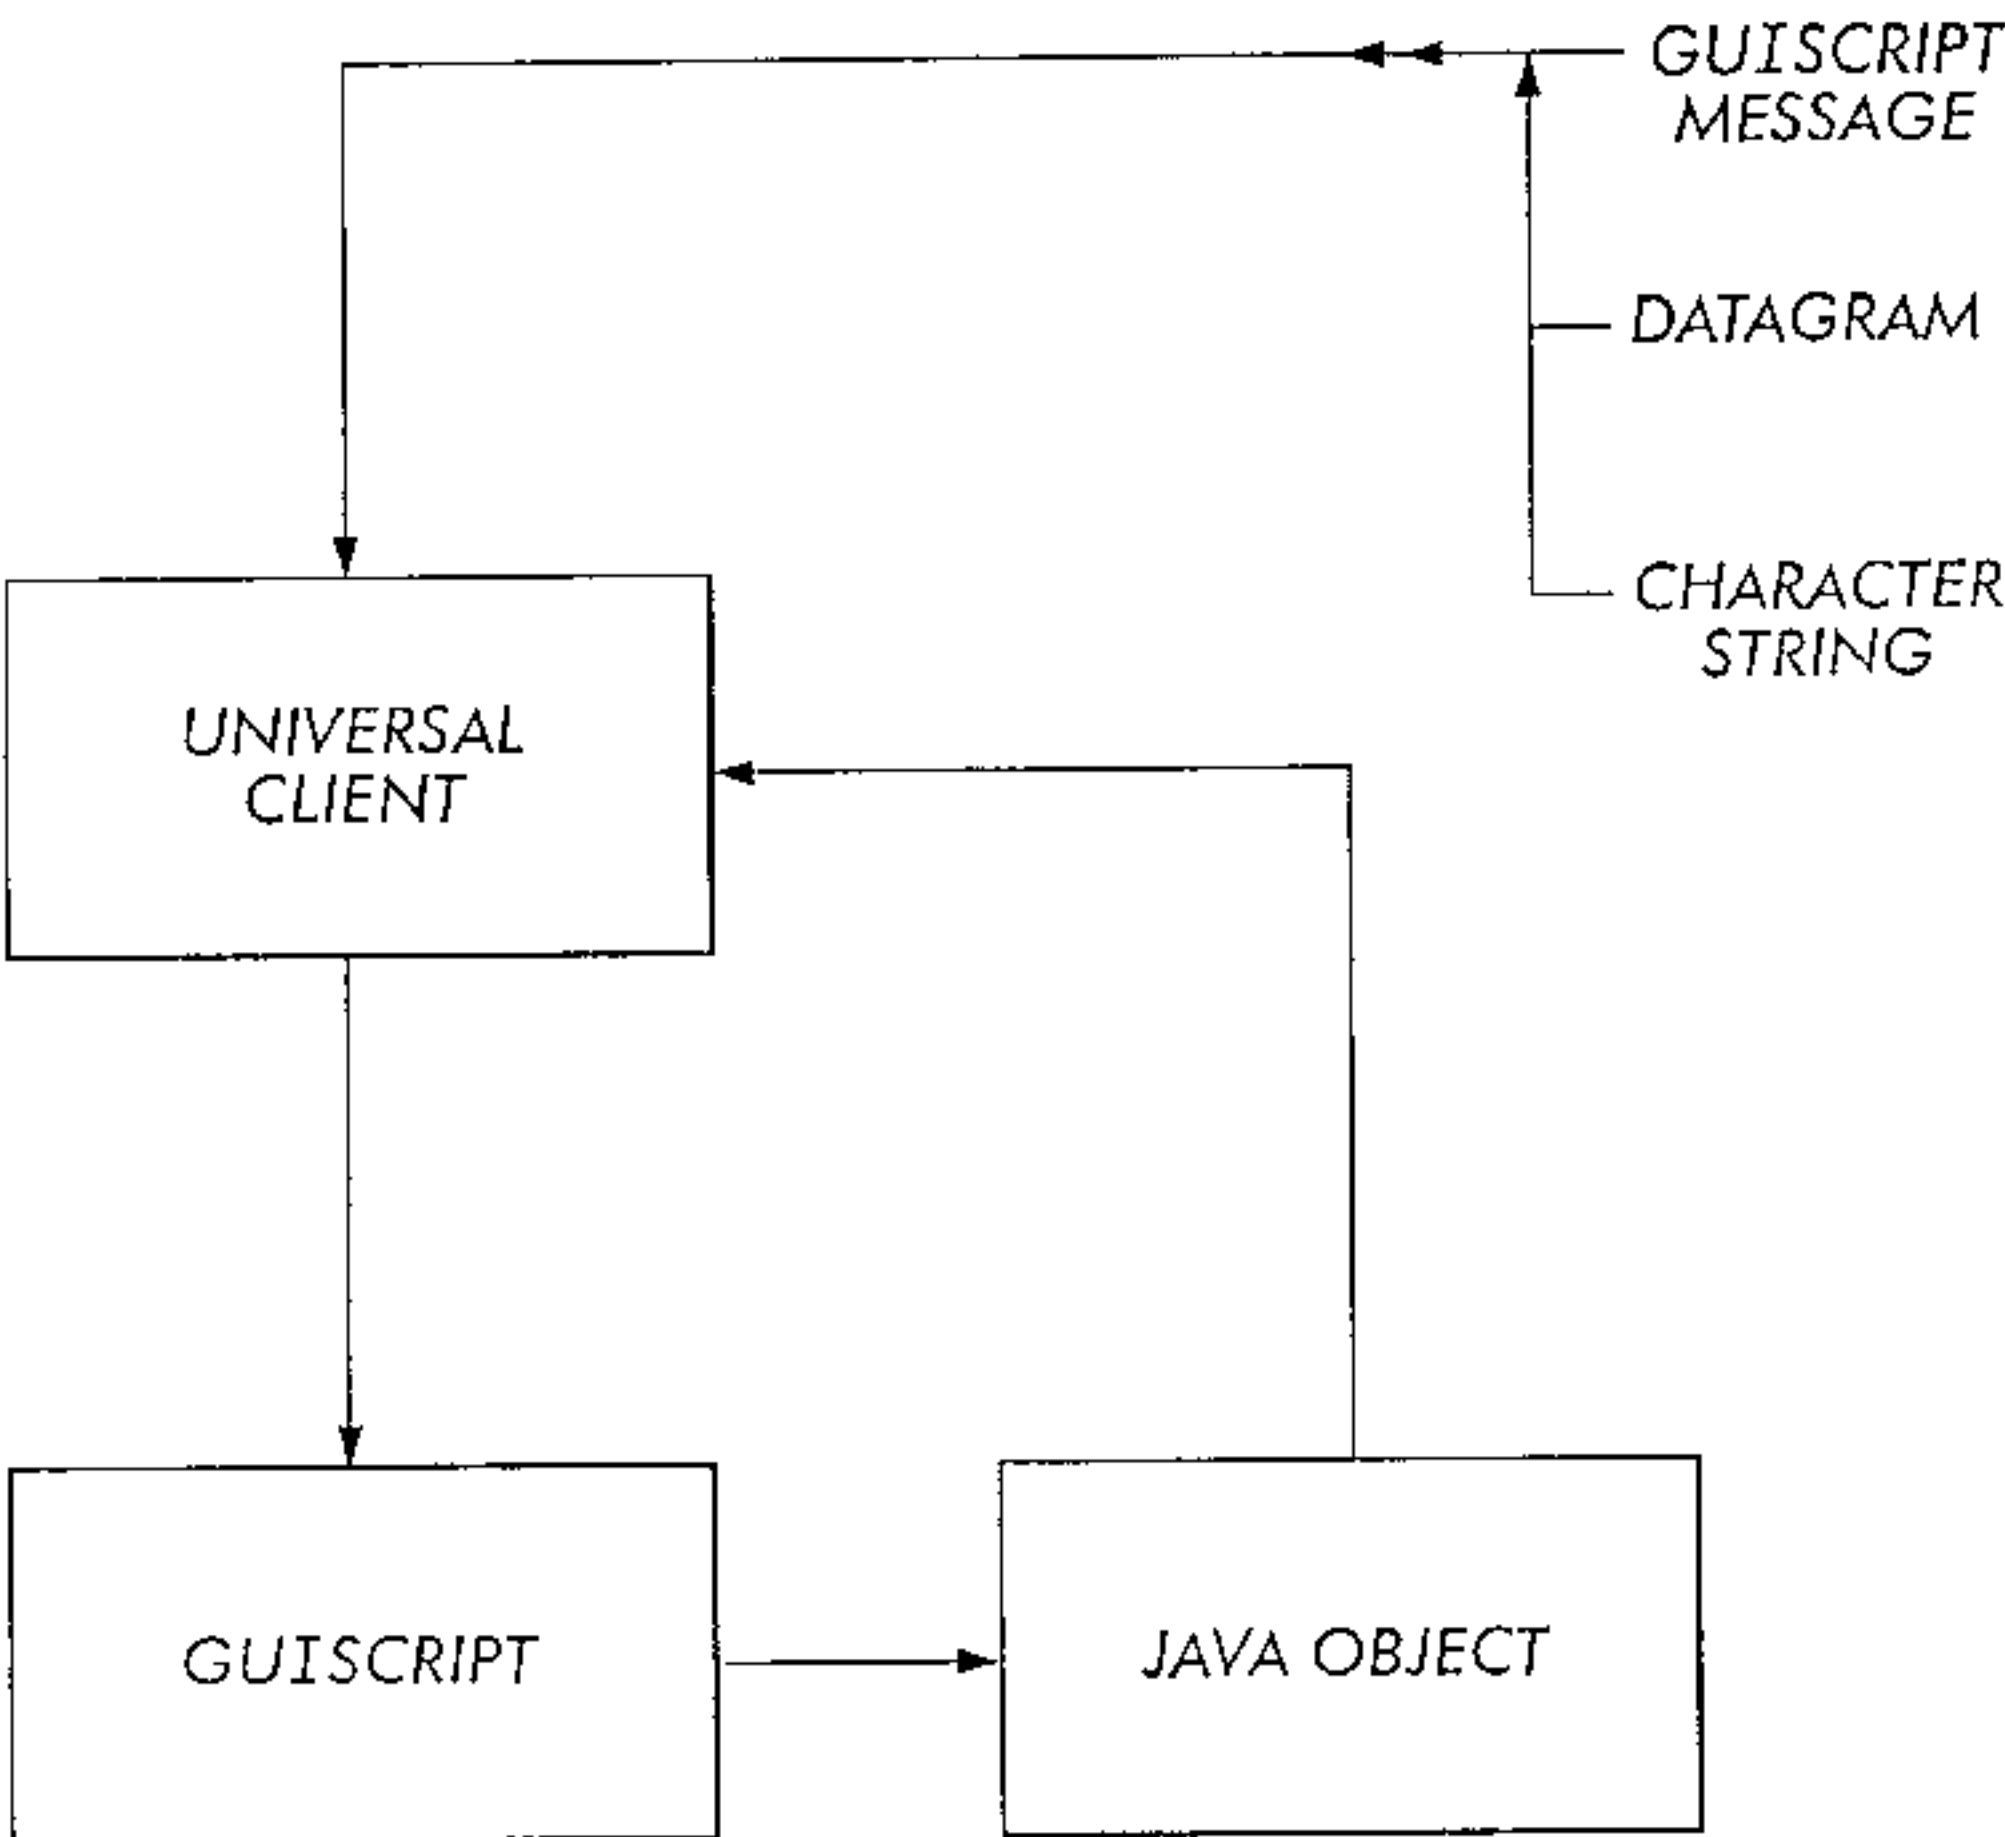 GUISCRIPT
MESSAGE
DATAGRAM
CHARACTER
STRING
UNIVERSAL
CLIENT
GUISCRIPT
JAVA OBJECT